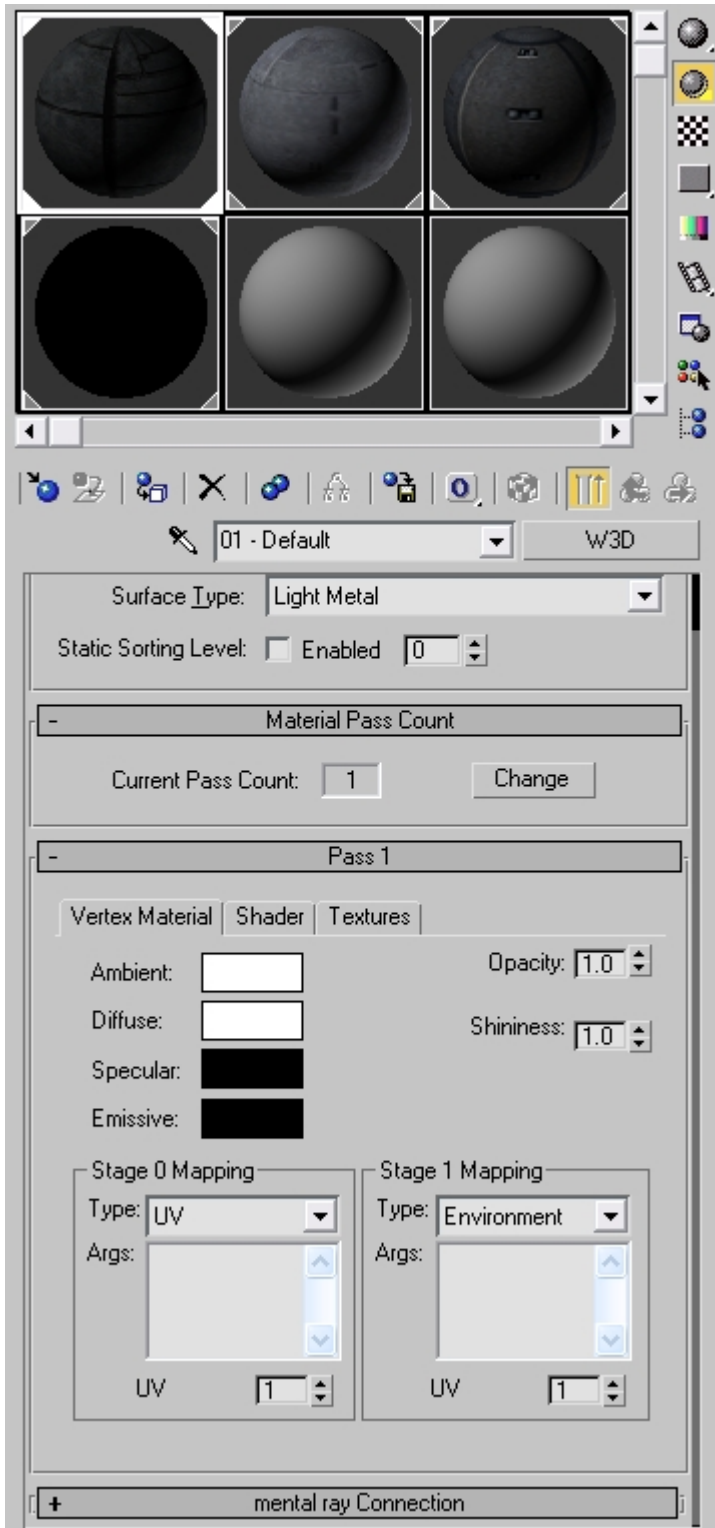 01 - Default W3D
Surface Type: Light Metal
Static Sorting Level: Enabled 0
- Material Pass Count
Current Pass Count: 1 Change
- Pass 1
Vertex Material Shader Textures
Ambient: Opacity: 1.0
Diffuse: Shininess: 1.0
Specular:
Emissive:
Stage 0 Mapping Stage 1 Mapping
Type: UV Type: Environment
Args: Args:
UV 1 UV 1
+ mental ray Connection